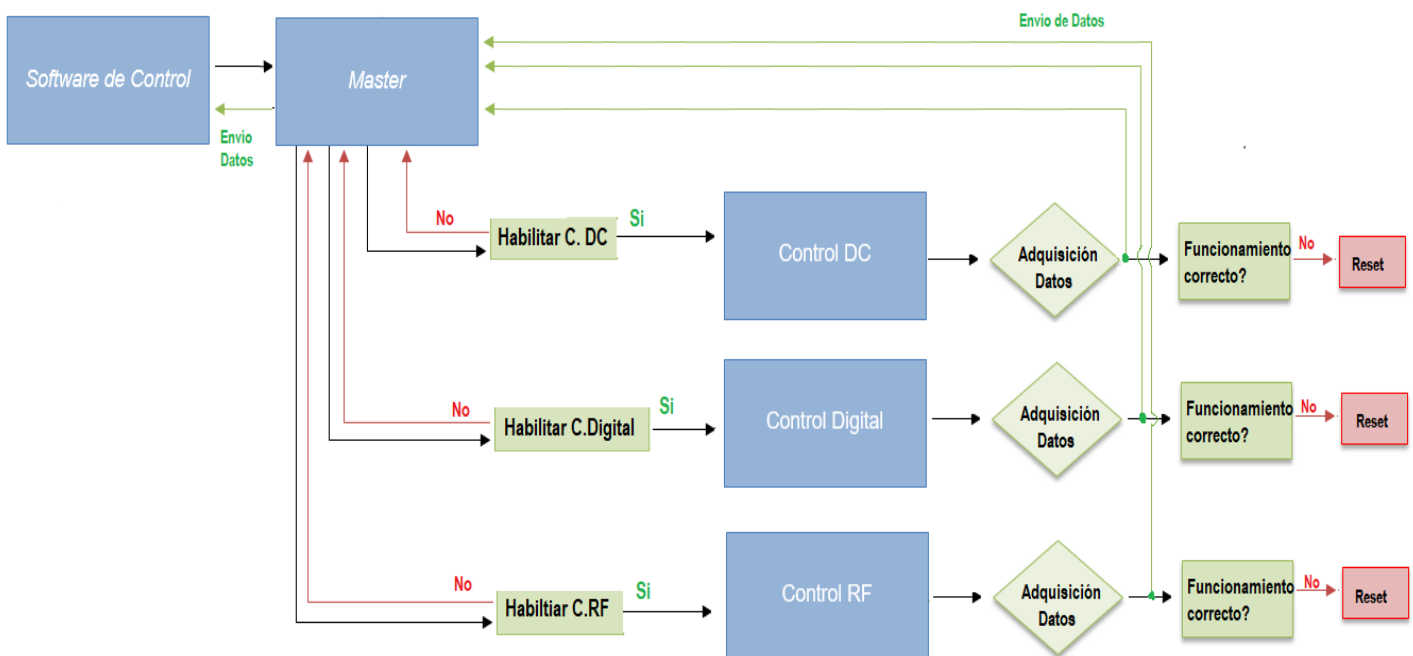 Envío de Datos
Software de Control
Master
Envío
Datos
No
Habilitar C. DC
Si
Control DC
Adquisición
Datos
Funcionamiento
correcto?
No
Reset
No
Habilitar C.Digital
Si
Control Digital
Adquisición
Datos
Funcionamiento
correcto?
No
Reset
No
Habiltiar C.RF
Si
Control RF
Adquisición
Datos
Funcionamiento
correcto?
No
Reset